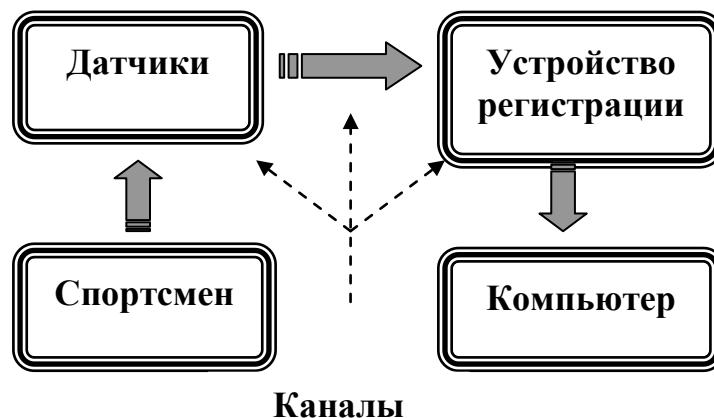 Датчики
Устройство
регистрации
Спортсмен
Компьютер
Каналы